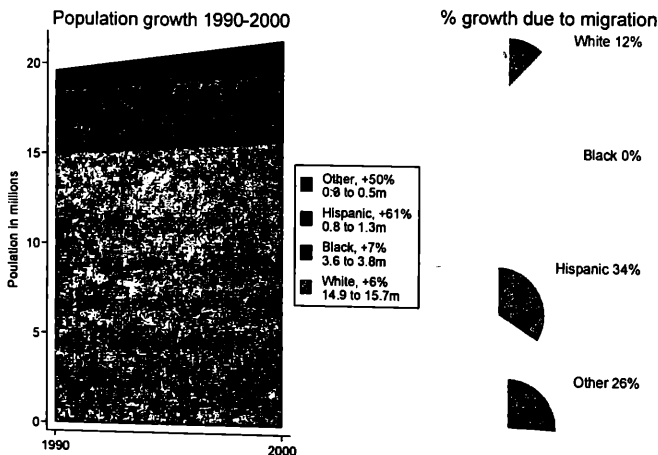 Population growth 1990-2000
% growth due to migration
Poulation in millions
20
15
10
5
0
1990
2000
Other, +50%
to 0.5m
Hispanic, +61%
0.8 to 1.3m
Black, +7%
3.6 to 3.8m
White, +6%
14.9 to 15.7m
White 12%
Black 0%
Hispanic 34%
Other 26%